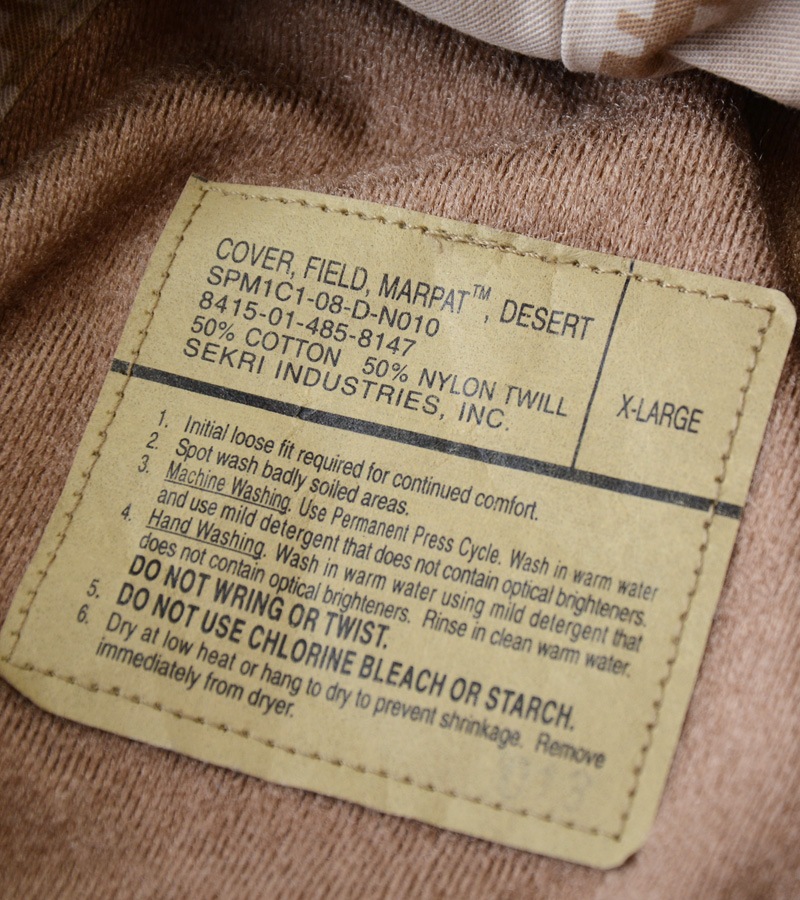 COVER, FIELD, MARPAT™, DESERT
SPM1C1-08-D-N010
8415-01-485-8147
50% COTTON 50% NYLON TWILL
SEKRI INDUSTRIES, INC.
X-LARGE
1. Initial loose fit required for continued comfort.
2. Spot wash badly soiled areas.
3. Machine Washing. Use Permanent Press Cycle. Wash in warm water
and use mild detergent that does not contain optical brighteners.
4. Hand Washing. Wash in warm water using mild detergent that
does not contain optical brighteners. Rinse in clean warm water.
DO NOT WRING OR TWIST.
5. DO NOT USE CHLORINE BLEACH OR STARCH.
6. Dry at low heat or hang to dry to prevent shrinkage. Remove
immediately from dryer.